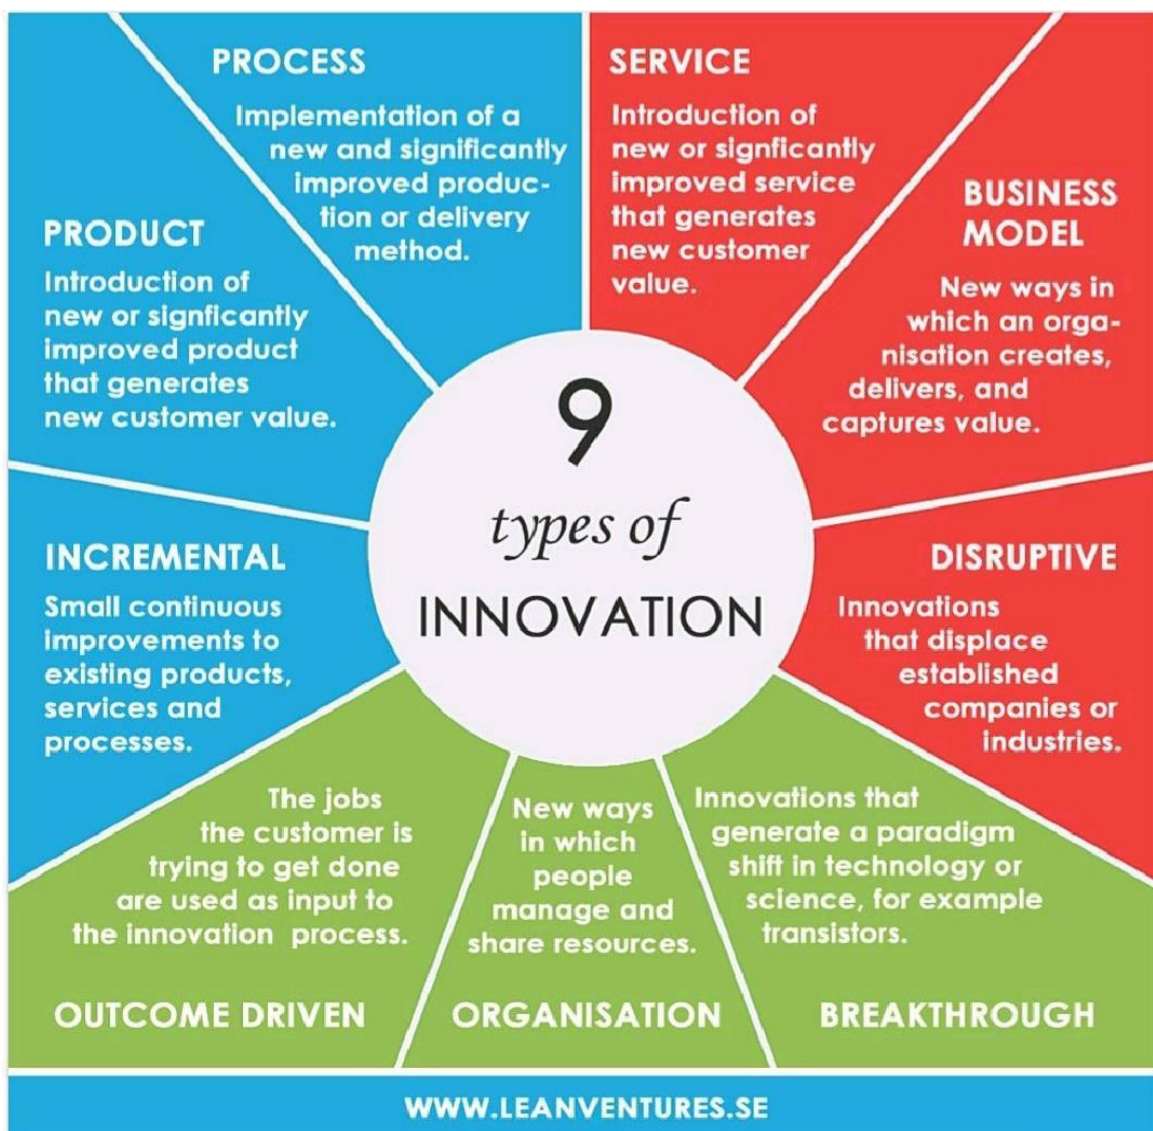 PROCESS
Implementation of a
new and significantly
improved produc-
tion or delivery
method.
SERVICE
Introduction of
new or signficantly
improved service
that generates
new customer
value.
BUSINESS
MODEL
New ways in
which an orga-
nisation creates,
delivers, and
captures value.
PRODUCT
Introduction of
new or signficantly
improved product
that generates
new customer value.
9
types of
INNOVATION
INCREMENTAL
Small continuous
improvements to
existing products,
services and
processes.
DISRUPTIVE
Innovations
that displace
established
companies or
industries.
The jobs
the customer is
trying to get done
are used as input to
the innovation process.
OUTCOME DRIVEN
New ways
in which
people
manage and
share resources.
ORGANISATION
Innovations that
generate a paradigm
shift in technology or
science, for example
transistors.
BREAKTHROUGH
WWW.LEANVENTURES.SE